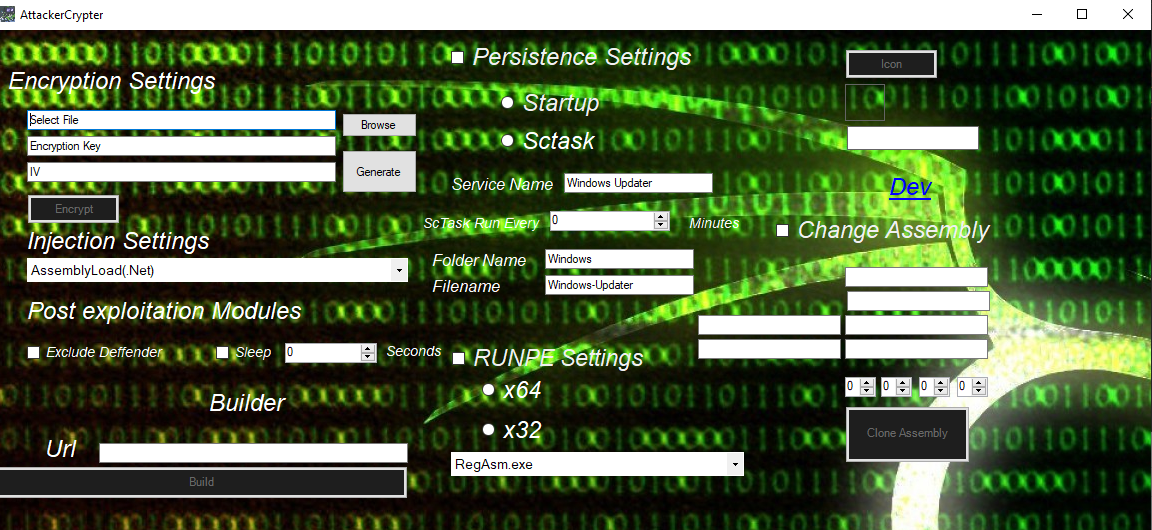 AttackerCrypter
Encryption Settings
Select File
Browse
Encryption Key
IV
Generate
Encrypt
Injection Settings
AssemblyLoad(.Net)
Post exploitation Modules
Exclude Deffender
Sleep
0
Seconds
Builder
Url
Build
Persistence Settings
Startup
Sctask
Service Name
Windows Updater
ScTask Run Every
0
Minutes
Folder Name
Windows
Filename
Windows-Updater
RUNPE Settings
x64
x32
RegAsm.exe
Icon
Dev
Change Assembly
0 0 0 0
Clone Assembly